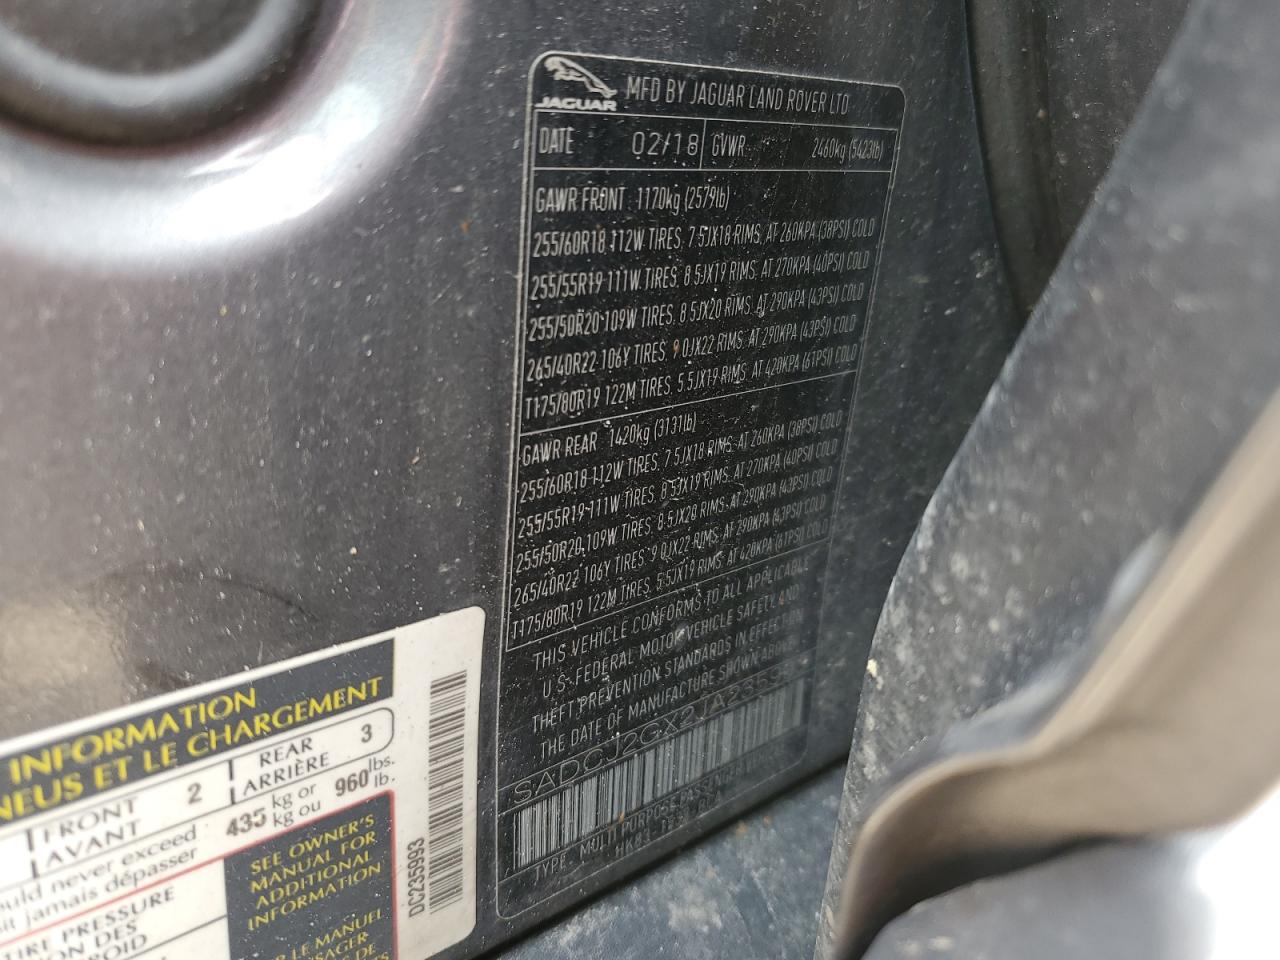 JAGUAR MFD BY JAGUAR LAND ROVER LTD
DATE 02/18 GVWR 2460kg (5423lb)
GAWR FRONT 1170kg (2579lb)
255/60R18 112W TIRES, 7.5JX18 RIMS, AT 260KPA (38PSI) COLD
255/55R19 111W TIRES, 8.5JX19 RIMS, AT 270KPA (40PSI) COLD
255/50R20 109W TIRES, 8.5JX20 RIMS, AT 290KPA (43PSI) COLD
265/40R22 106Y TIRES, 9.0JX22 RIMS, AT 290KPA (43PSI) COLD
T175/80R19 122M TIRES, 5.5JX19 RIMS, AT 420KPA (61PSI) COLD
GAWR REAR 1420kg (3131lb)
255/60R18 112W TIRES, 7.5JX18 RIMS, AT 260KPA (38PSI) COLD
255/55R19 111W TIRES, 8.5JX19 RIMS, AT 270KPA (40PSI) COLD
255/50R20 109W TIRES, 8.5JX20 RIMS, AT 290KPA (43PSI) COLD
265/40R22 106Y TIRES, 9.0JX22 RIMS, AT 290KPA (43PSI) COLD
T175/80R19 122M TIRES, 5.5JX19 RIMS, AT 420KPA (61PSI) COLD
THIS VEHICLE CONFORMS TO ALL APPLICABLE
U.S. FEDERAL MOTOR VEHICLE SAFETY AND
THEFT PREVENTION STANDARDS IN EFFECT ON
THE DATE OF MANUFACTURE SHOWN ABOVE
TYPE: MULTI PURPOSE PASSENGER
INFORMATION
NEUS ET LE CHARGEMENT
FRONT 2 REAR 3
AVANT ARRIÈRE
never exceed 435 kg or 960 lbs.
jamais dépasser kg ou lb.
TIRE PRESSURE
SEE OWNER'S
MANUAL FOR
ADDITIONAL
INFORMATION
LE MANUEL
DC235993